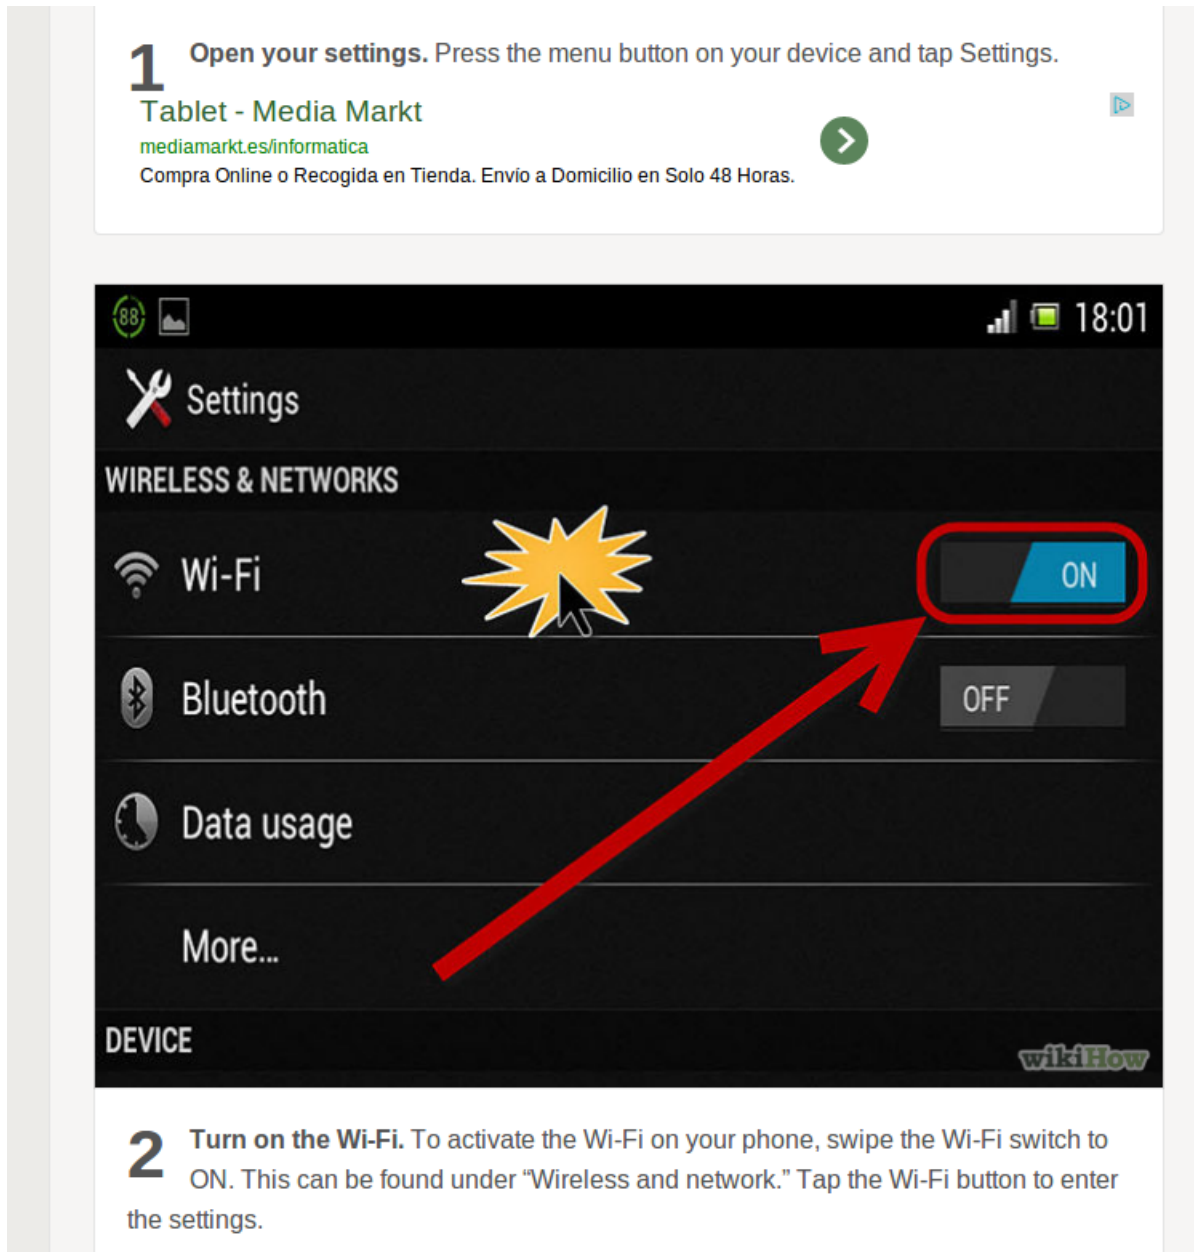 1 Open your settings. Press the menu button on your device and tap Settings.
Tablet - Media Markt
mediamarkt.es/informatica
Compra Online o Recogida en Tienda. Envío a Domicilio en Solo 48 Horas.
88 18:01
Settings
WIRELESS & NETWORKS
Wi-Fi ON
Bluetooth OFF
Data usage
More...
DEVICE
wikiHow
2 Turn on the Wi-Fi. To activate the Wi-Fi on your phone, swipe the Wi-Fi switch to
ON. This can be found under “Wireless and network.” Tap the Wi-Fi button to enter
the settings.